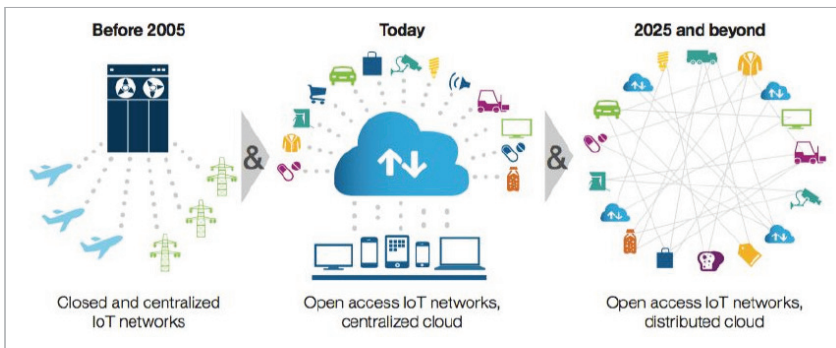 Before 2005
Today
2025 and beyond
&
&
Closed and centralized
IoT networks
Open access IoT networks,
centralized cloud
Open access IoT networks,
distributed cloud